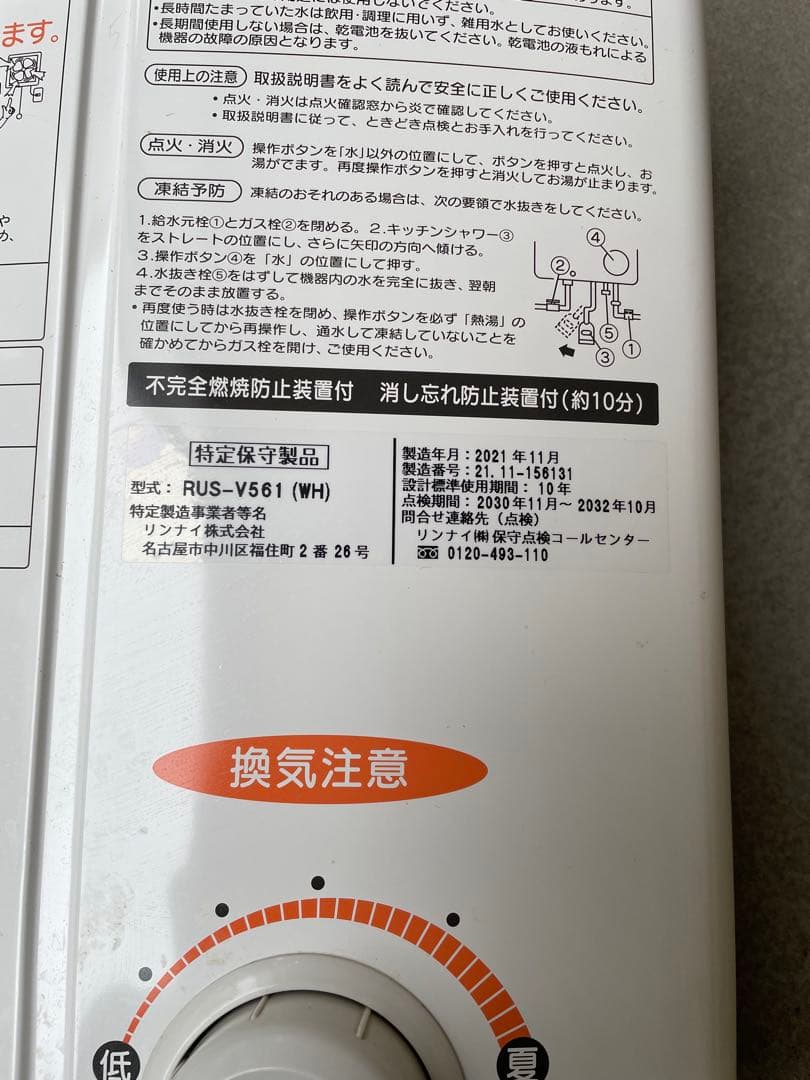 用には使用しないでください。
・長時間たまっていた水は飲用・調理に用いず、雑用水としてお使いください。
・長期間使用しない場合は、乾電池を抜いてください。乾電池の液もれによる
機器の故障の原因となります。
ます。
使用上の注意 取扱説明書をよく読んで安全に正しくご使用ください。
・点火・消火は点火確認窓から炎で確認してください。
・取扱説明書に従って、ときどき点検とお手入れを行ってください。
点火・消火 操作ボタンを「水」以外の位置にして、ボタンを押すと点火し、お
湯がでます。再度操作ボタンを押すと消火してお湯が止まります。
凍結予防 凍結のおそれのある場合は、次の要領で水抜きをしてください。
1.給水元栓①とガス栓②を閉める。2.キッチンシャワー③
をストレートの位置にし、さらに矢印の方向へ傾ける。
3.操作ボタン④を「水」の位置にして押す。
4.水抜き栓⑤をはずして機器内の水を完全に抜き、翌朝
までそのまま放置する。
・再度使う時は水抜き栓を閉め、操作ボタンを必ず「熱湯」の
位置にしてから再操作し、通水して凍結していないことを
確かめてからガス栓を開け、ご使用ください。
④
②
⑤
③
①
不完全燃焼防止装置付 消し忘れ防止装置付(約10分)
特定保守製品
型式：RUS-V561(WH)
特定製造事業者等名
リンナイ株式会社
名古屋市中川区福住町2番26号
製造年月：2021年11月
製造番号：21.11-156131
設計標準使用期間：10年
点検期間：2030年11月～2032年10月
問合せ連絡先（点検）
リンナイ㈱保守点検コールセンター
0120-493-110
換気注意
低
夏